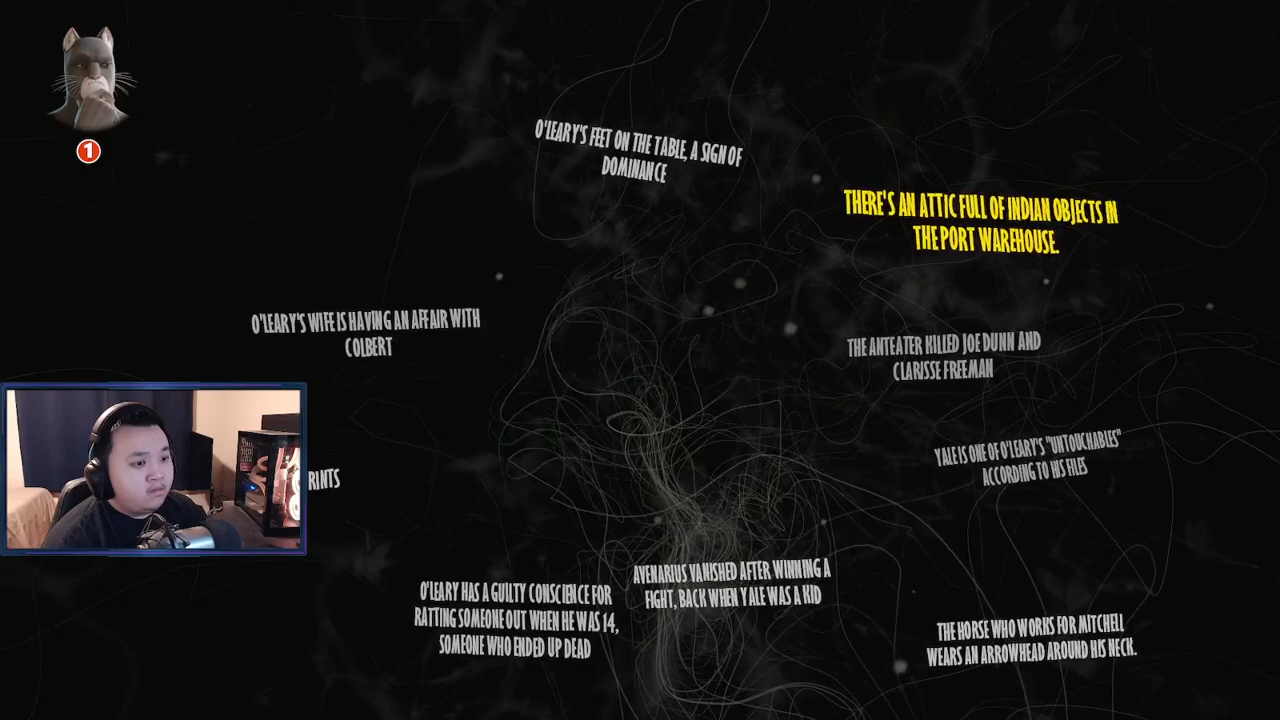 1
O'LEARY'S FEET ON THE TABLE, A SIGN OF
DOMINANCE
THERE'S AN ATTIC FULL OF INDIAN OBJECTS IN
THE PORT WAREHOUSE.
O'LEARY'S WIFE IS HAVING AN AFFAIR WITH
COLBERT
THE ANTEATER KILLED JOE DUNN AND
CLARISSE FREEMAN
YALE IS ONE OF O'LEARY'S "UNTOUCHABLES"
ACCORDING TO HIS FILES
RINTS
O'LEARY HAS A GUILTY CONSCIENCE FOR
RATTING SOMEONE OUT WHEN HE WAS 14,
SOMEONE WHO ENDED UP DEAD
AVENARIUS VANISHED AFTER WINNING A
FIGHT, BACK WHEN YALE WAS A KID
THE HORSE WHO WORKS FOR MITCHELL
WEARS AN ARROWHEAD AROUND HIS NECK.